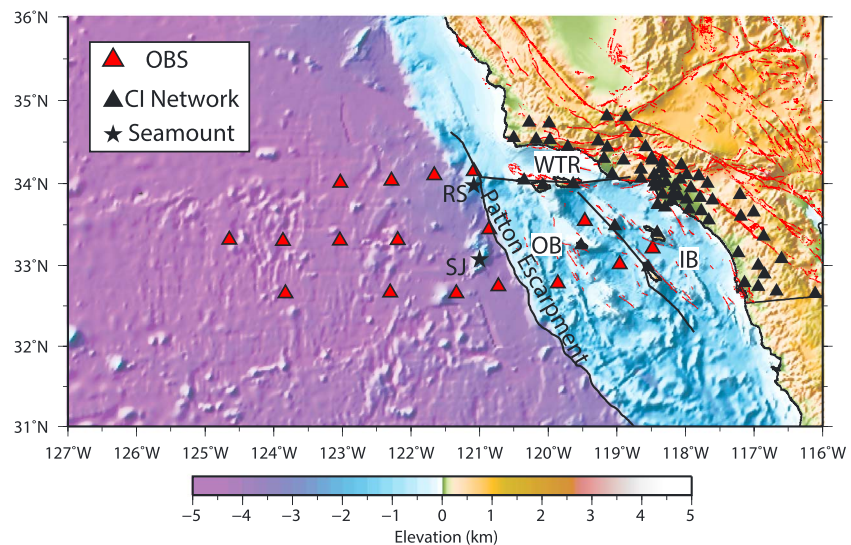 36˚N
35˚N
34˚N
33˚N
32˚N
31˚N
OBS
CI Network
Seamount
WTR
RS
Patton Escarpment
OB
IB
SJ
127˚W 126˚W 125˚W 124˚W 123˚W 122˚W 121˚W 120˚W 119˚W 118˚W 117˚W 116˚W
−5 −4 −3 −2 −1 0 1 2 3 4 5
Elevation (km)